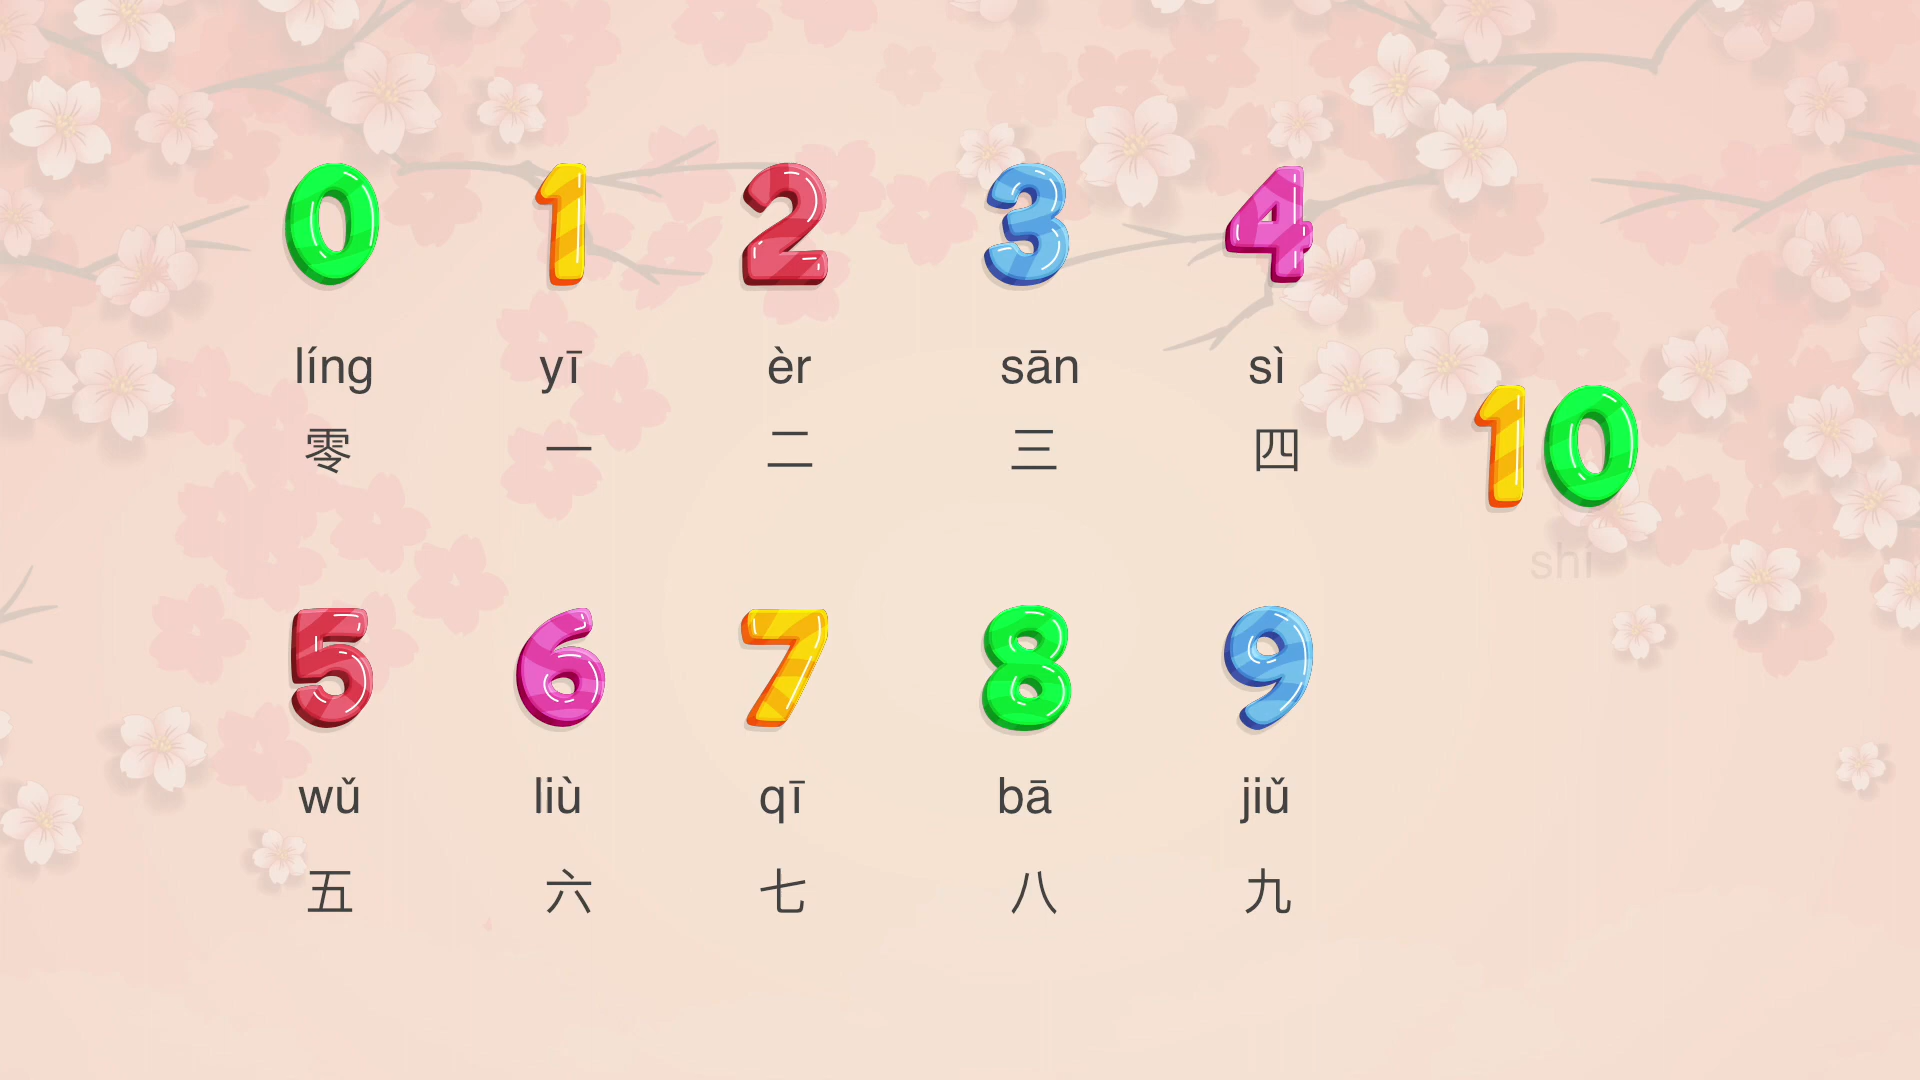 0 1 2 3 4
líng yī èr sān sì
零 一 二 三 四
10
shí
5 6 7 8 9
wǔ liù qī bā jiǔ
五 六 七 八 九